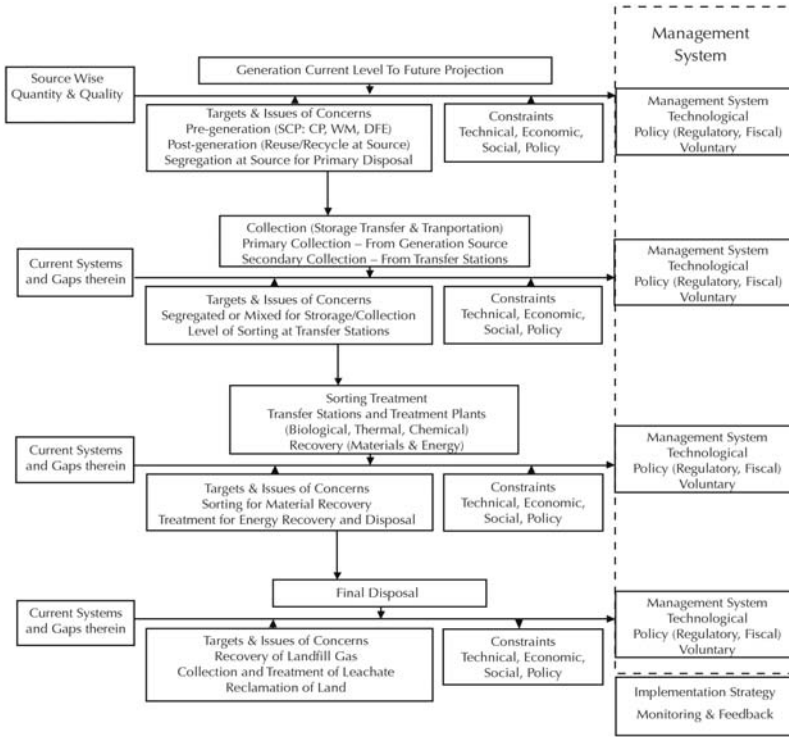 Management
System
Generation Current Level To Future Projection
Source Wise
Quantity & Quality
Targets & Issues of Concerns
Pre-generation (SCP: CP, WM, DFE)
Post-generation (Reuse/Recycle at Source)
Segregation at Source for Primary Disposal
Constraints
Technical, Economic,
Social, Policy
Management System
Technological
Policy (Regulatory, Fiscal)
Voluntary
Collection (Storage Transfer & Tranportation)
Primary Collection – From Generation Source
Secondary Collection – From Transfer Stations
Current Systems
and Gaps therein
Targets & Issues of Concerns
Segregated or Mixed for Strorage/Collection
Level of Sorting at Transfer Stations
Constraints
Technical, Economic,
Social, Policy
Management System
Technological
Policy (Regulatory, Fiscal)
Voluntary
Sorting Treatment
Transfer Stations and Treatment Plants
(Biological, Thermal, Chemical)
Recovery (Materials & Energy)
Current Systems
and Gaps therein
Targets & Issues of Concerns
Sorting for Material Recovery
Treatment for Energy Recovery and Disposal
Constraints
Technical, Economic,
Social, Policy
Management System
Technological
Policy (Regulatory, Fiscal)
Voluntary
Final Disposal
Current Systems
and Gaps therein
Targets & Issues of Concerns
Recovery of Landfill Gas
Collection and Treatment of Leachate
Reclamation of Land
Constraints
Technical, Economic,
Social, Policy
Management System
Technological
Policy (Regulatory, Fiscal)
Voluntary
Implementation Strategy
Monitoring & Feedback